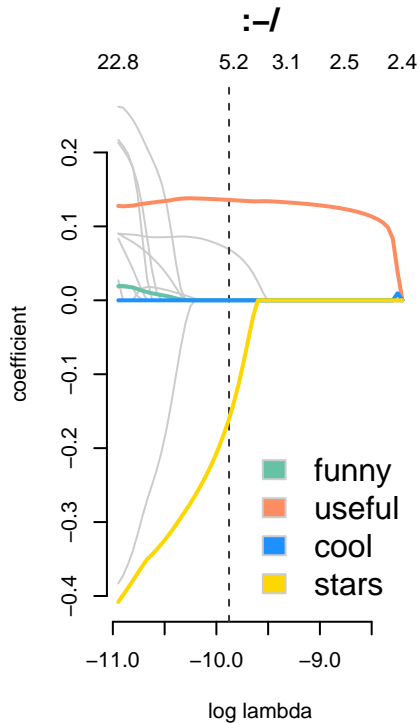 :−/
22.8 5.2 3.1 2.5 2.4
0.2
0.1
0.0
−0.1
−0.2
−0.3
−0.4
coefficient
funny
useful
cool
stars
−11.0 −10.0 −9.0
log lambda